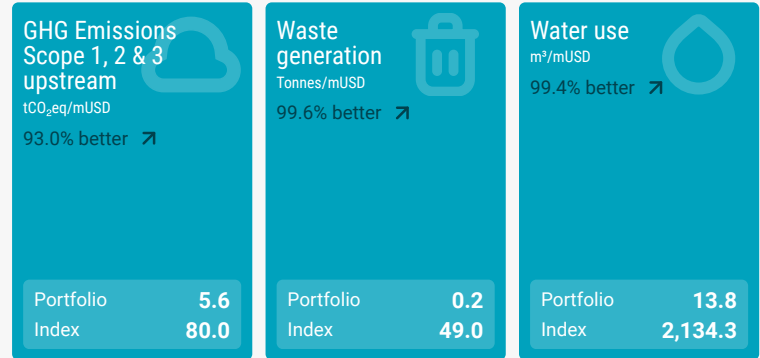 GHG Emissions
Scope 1, 2 & 3
upstream
tCO₂eq/mUSD
93.0% better
Portfolio 5.6
Index 80.0
Waste
generation
Tonnes/mUSD
99.6% better
Portfolio 0.2
Index 49.0
Water use
m³/mUSD
99.4% better
Portfolio 13.8
Index 2,134.3